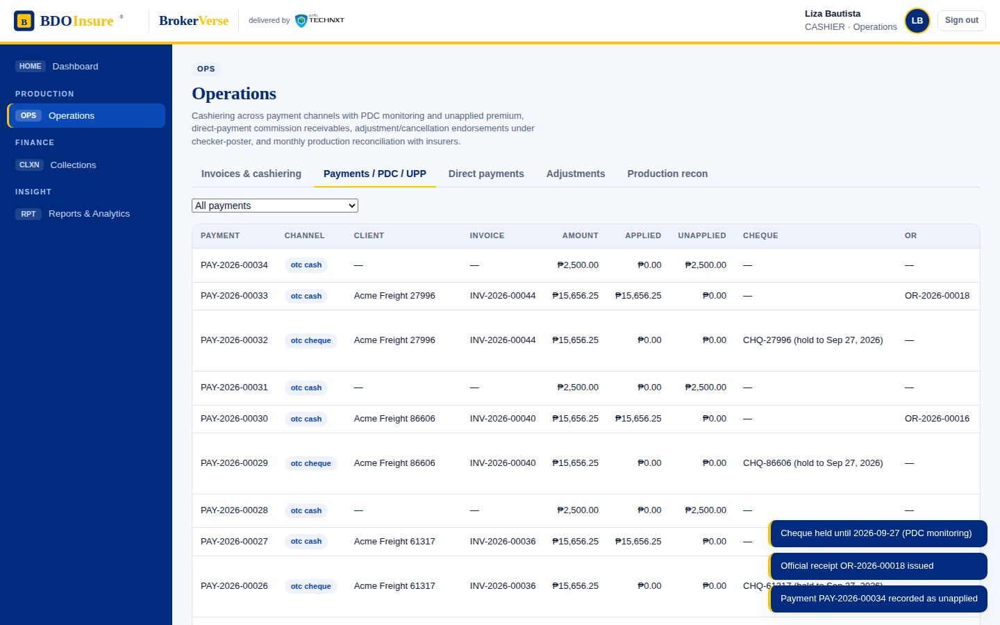 B BDOInsure ®
BrokerVerse
delivered by TECHNXT
Liza Bautista
CASHIER · Operations
LB
Sign out
HOME Dashboard
PRODUCTION
OPS Operations
FINANCE
CLXN Collections
INSIGHT
RPT Reports & Analytics
OPS
Operations
Cashiering across payment channels with PDC monitoring and unapplied premium,
direct-payment commission receivables, adjustment/cancellation endorsements under
checker-poster, and monthly production reconciliation with insurers.
Invoices & cashiering Payments / PDC / UPP Direct payments Adjustments Production recon
All payments
PAYMENT CHANNEL CLIENT INVOICE AMOUNT APPLIED UNAPPLIED CHEQUE OR
PAY-2026-00034 otc cash — — ₱2,500.00 ₱0.00 ₱2,500.00 — —
PAY-2026-00033 otc cash Acme Freight 27996 INV-2026-00044 ₱15,656.25 ₱15,656.25 ₱0.00 — OR-2026-00018
PAY-2026-00032 otc cheque Acme Freight 27996 INV-2026-00044 ₱15,656.25 ₱0.00 ₱0.00 CHQ-27996 (hold to Sep 27, 2026) —
PAY-2026-00031 otc cash — — ₱2,500.00 ₱0.00 ₱2,500.00 — —
PAY-2026-00030 otc cash Acme Freight 86606 INV-2026-00040 ₱15,656.25 ₱15,656.25 ₱0.00 — OR-2026-00016
PAY-2026-00029 otc cheque Acme Freight 86606 INV-2026-00040 ₱15,656.25 ₱0.00 ₱0.00 CHQ-86606 (hold to Sep 27, 2026) —
PAY-2026-00028 otc cash — — ₱2,500.00 ₱0.00 ₱2,500.00 — —
PAY-2026-00027 otc cash Acme Freight 61317 INV-2026-00036 ₱15,656.25 ₱15,656.25 ₱0.00 —
PAY-2026-00026 otc cheque Acme Freight 61317 INV-2026-00036 ₱15,656.25 ₱0.00 ₱0.00
Cheque held until 2026-09-27 (PDC monitoring)
Official receipt OR-2026-00018 issued
Payment PAY-2026-00034 recorded as unapplied